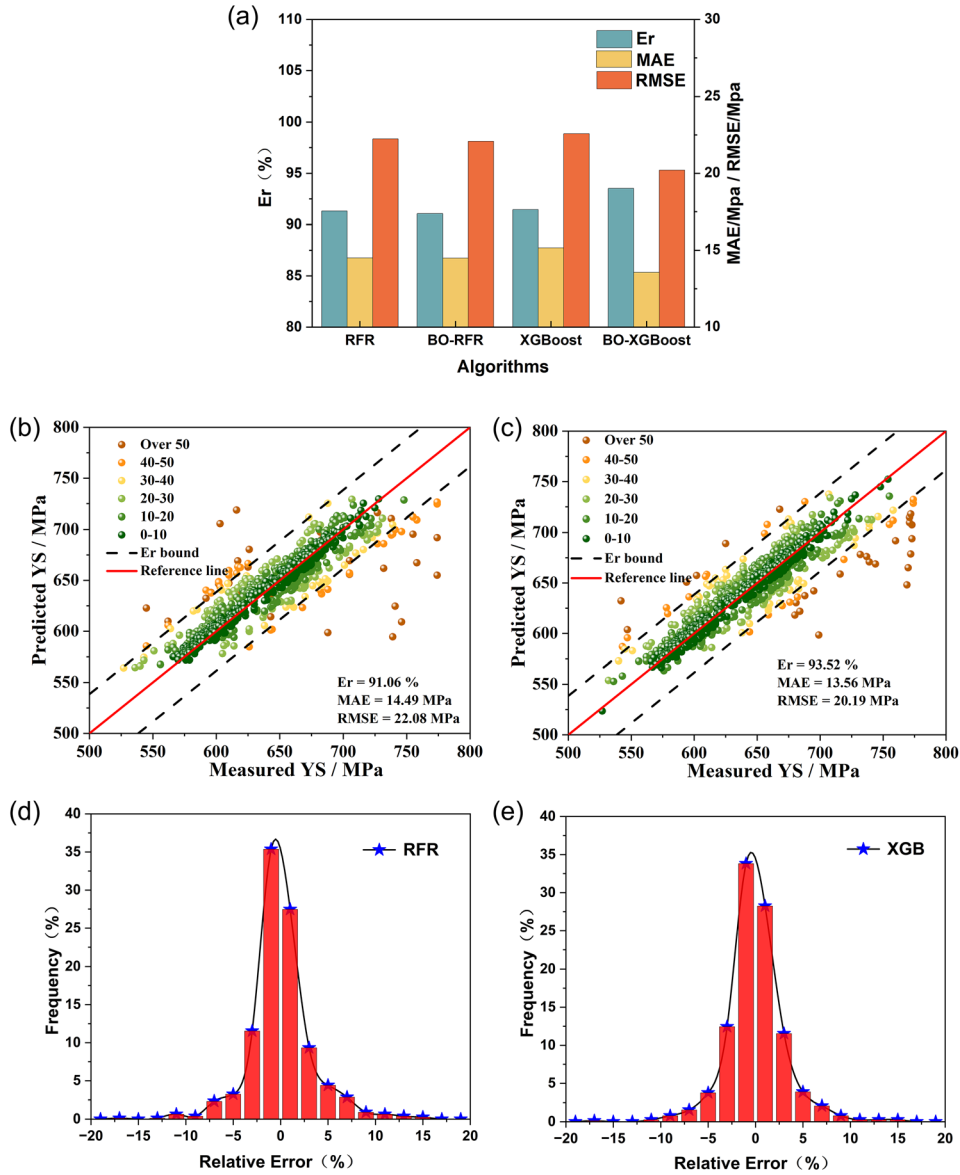 (a)
110
105
100
95
90
85
80
Er (%)
30
25
20
15
10
MAE/Mpa / RMSE/Mpa
Er
MAE
RMSE
RFR BO-RFR XGBoost BO-XGBoost
Algorithms
(b)
800
750
700
650
600
550
500
Predicted YS / MPa
Over 50
40-50
30-40
20-30
10-20
0-10
Er bound
Reference line
Er = 91.06 %
MAE = 14.49 MPa
RMSE = 22.08 MPa
500 550 600 650 700 750 800
Measured YS / MPa
(c)
800
750
700
650
600
550
500
Predicted YS / MPa
Over 50
40-50
30-40
20-30
10-20
0-10
Er bound
Reference line
Er = 93.52 %
MAE = 13.56 MPa
RMSE = 20.19 MPa
500 550 600 650 700 750 800
Measured YS / MPa
(d)
40
35
30
25
20
15
10
5
0
Frequency (%)
RFR
-20 -15 -10 -5 0 5 10 15 20
Relative Error (%)
(e)
40
35
30
25
20
15
10
5
0
Frequency (%)
XGB
-20 -15 -10 -5 0 5 10 15 20
Relative Error (%)